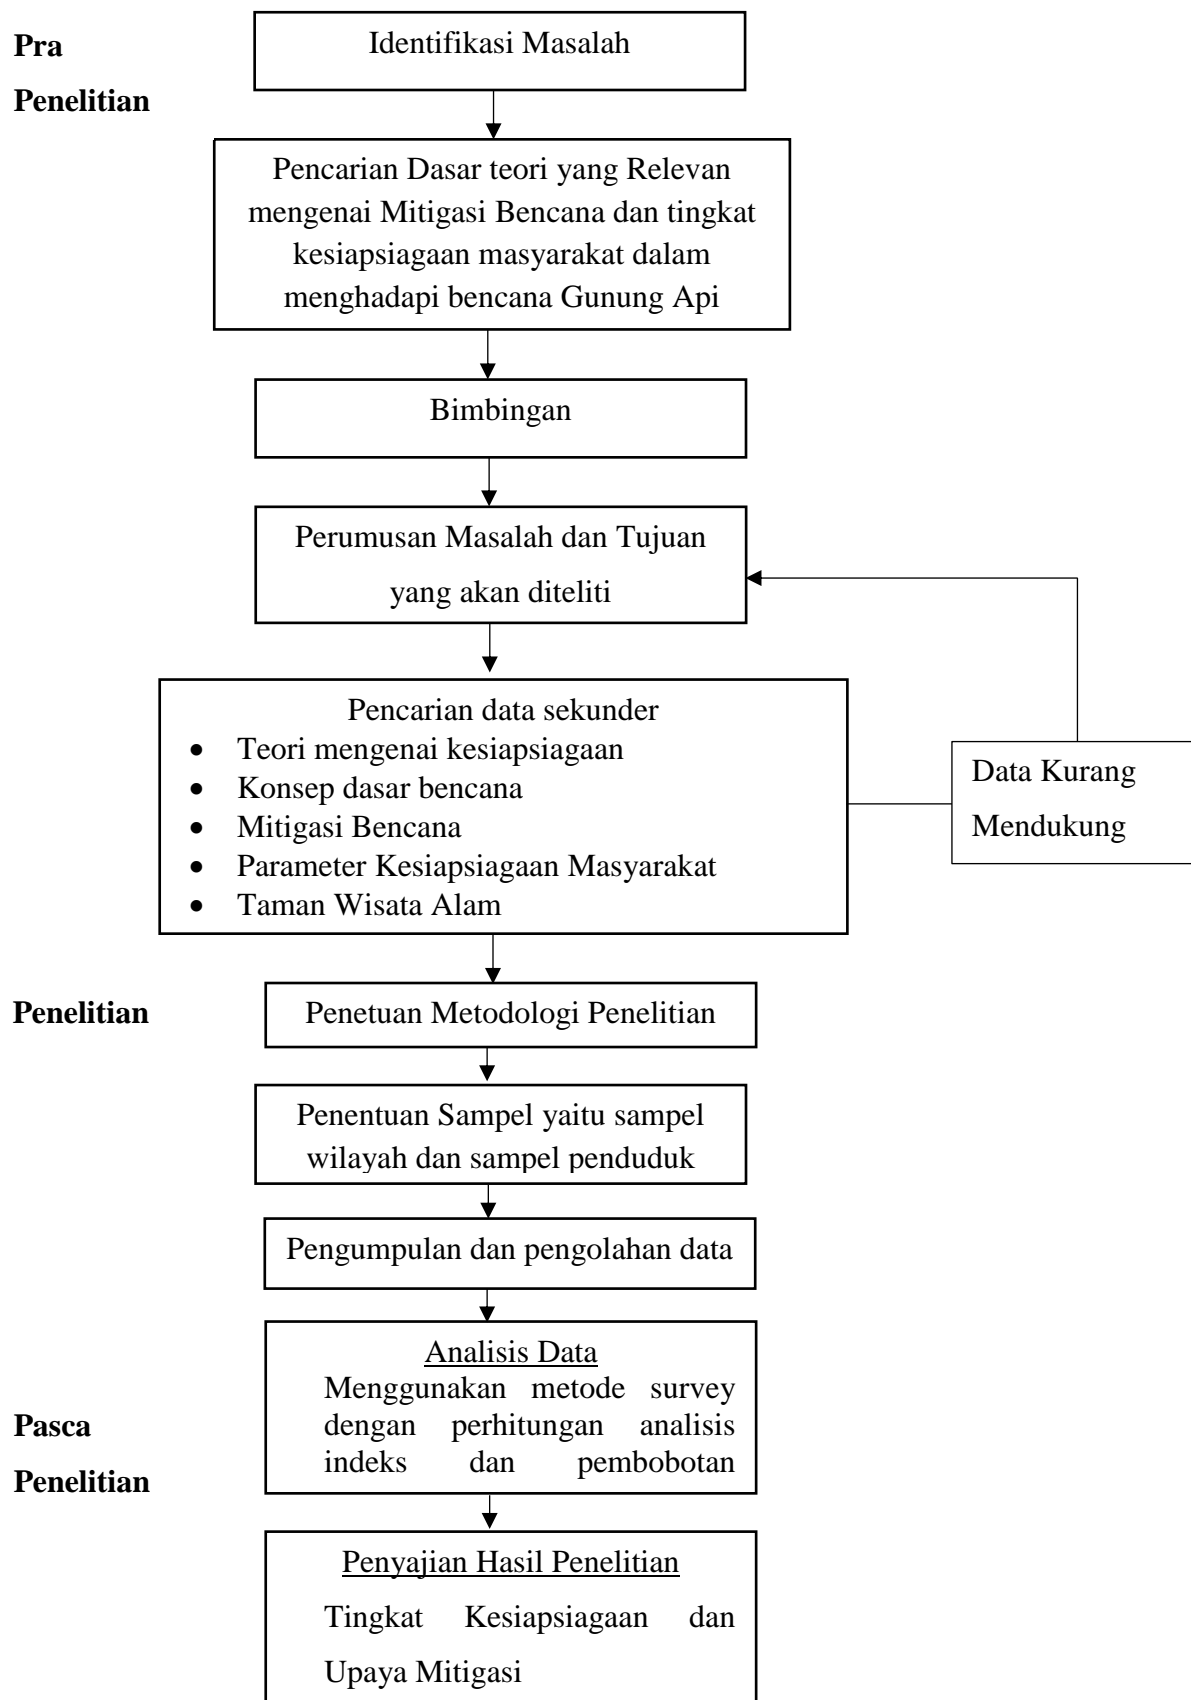 Pra
Penelitian
Identifikasi Masalah
Pencarian Dasar teori yang Relevan
mengenai Mitigasi Bencana dan tingkat
kesiapsiagaan masyarakat dalam
menghadapi bencana Gunung Api
Bimbingan
Perumusan Masalah dan Tujuan
yang akan diteliti
Pencarian data sekunder
• Teori mengenai kesiapsiagaan
• Konsep dasar bencana
• Mitigasi Bencana
• Parameter Kesiapsiagaan Masyarakat
• Taman Wisata Alam
Data Kurang
Mendukung
Penelitian
Penetuan Metodologi Penelitian
Penentuan Sampel yaitu sampel
wilayah dan sampel penduduk
Pengumpulan dan pengolahan data
Pasca
Penelitian
Analisis Data
Menggunakan metode survey
dengan perhitungan analisis
indeks dan pembobotan
Penyajian Hasil Penelitian
Tingkat Kesiapsiagaan dan
Upaya Mitigasi